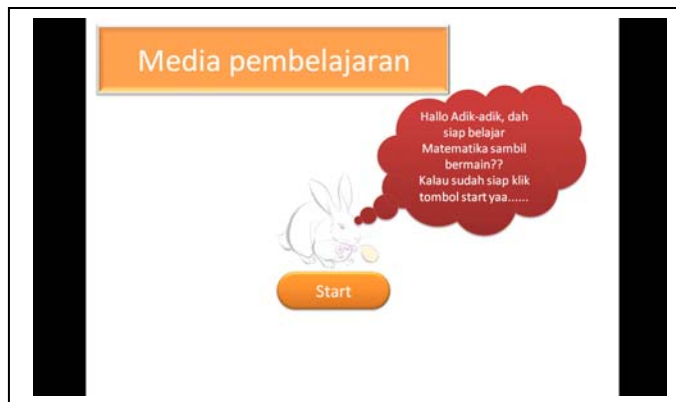 Media pembelajaran
Hallo Adik-adik, dah
siap belajar
Matematika sambil
bermain??
Kalau sudah siap klik
tombol start yaa......
Start